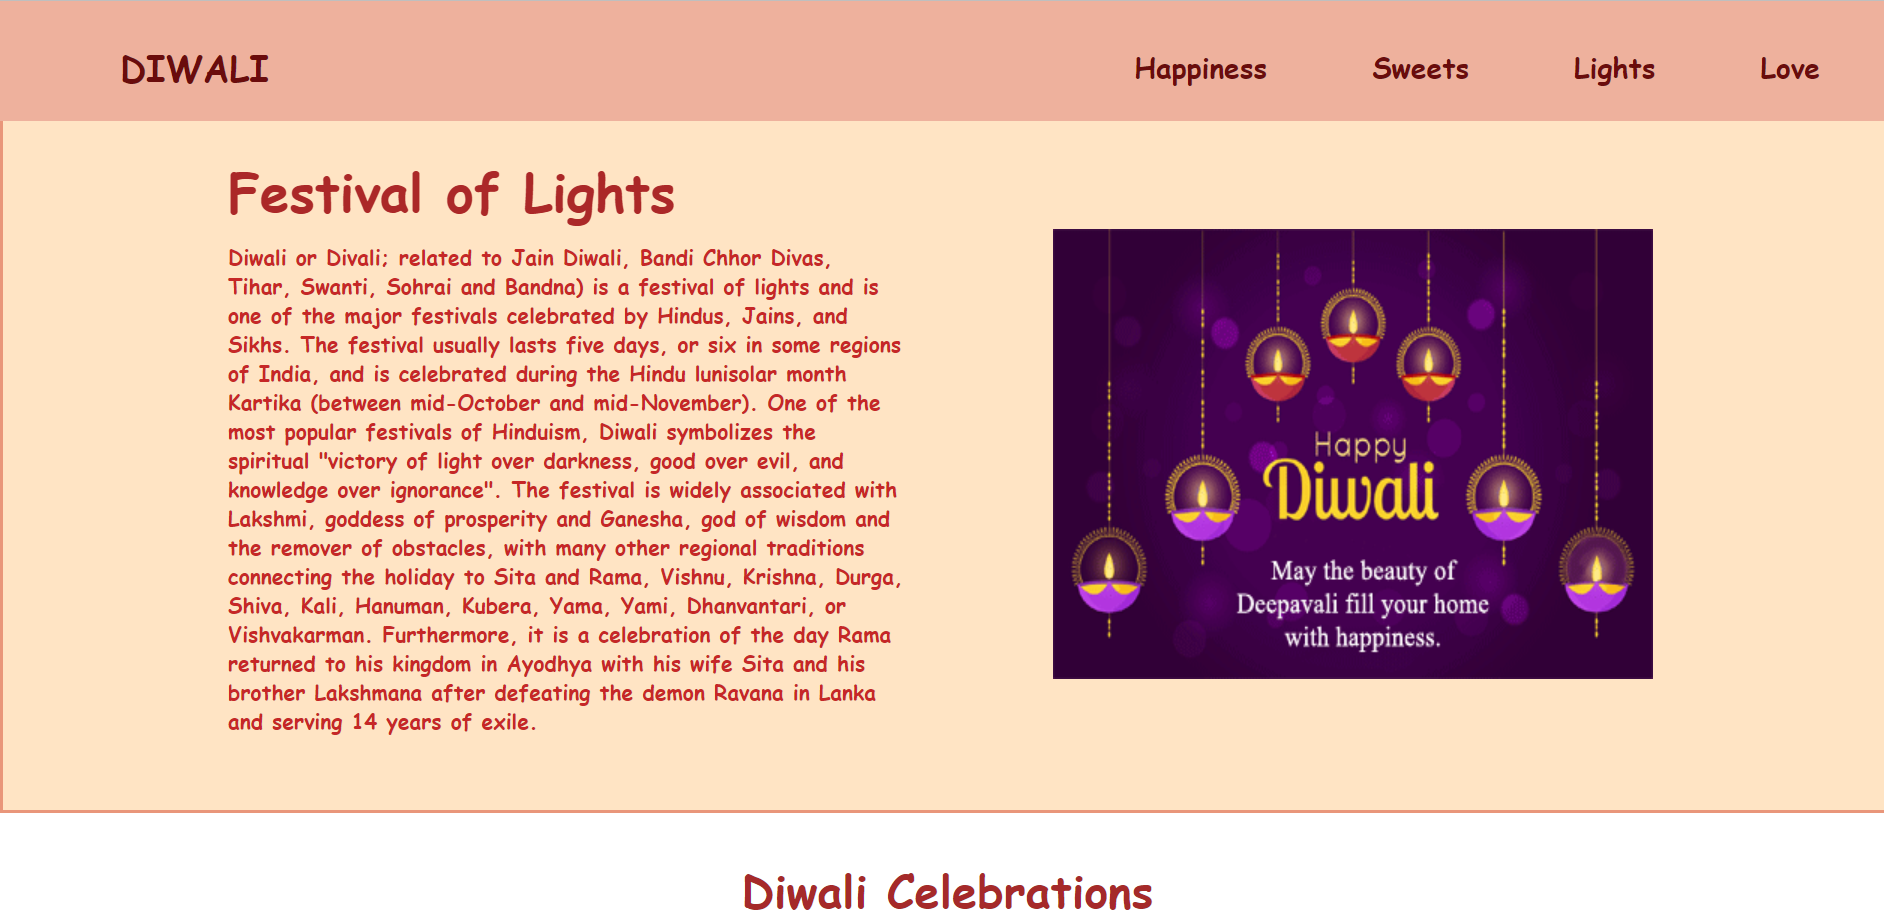 DIWALI
Happiness
Sweets
Lights
Love
Festival of Lights
Diwali or Divali; related to Jain Diwali, Bandi Chhor Divas,
Tihar, Swanti, Sohrai and Bandna) is a festival of lights and is
one of the major festivals celebrated by Hindus, Jains, and
Sikhs. The festival usually lasts five days, or six in some regions
of India, and is celebrated during the Hindu lunisolar month
Kartika (between mid-October and mid-November). One of the
most popular festivals of Hinduism, Diwali symbolizes the
spiritual "victory of light over darkness, good over evil, and
knowledge over ignorance". The festival is widely associated with
Lakshmi, goddess of prosperity and Ganesha, god of wisdom and
the remover of obstacles, with many other regional traditions
connecting the holiday to Sita and Rama, Vishnu, Krishna, Durga,
Shiva, Kali, Hanuman, Kubera, Yama, Yami, Dhanvantari, or
Vishvakarman. Furthermore, it is a celebration of the day Rama
returned to his kingdom in Ayodhya with his wife Sita and his
brother Lakshmana after defeating the demon Ravana in Lanka
and serving 14 years of exile.
Happy
Diwali
May the beauty of
Deepavali fill your home
with happiness.
Diwali Celebrations